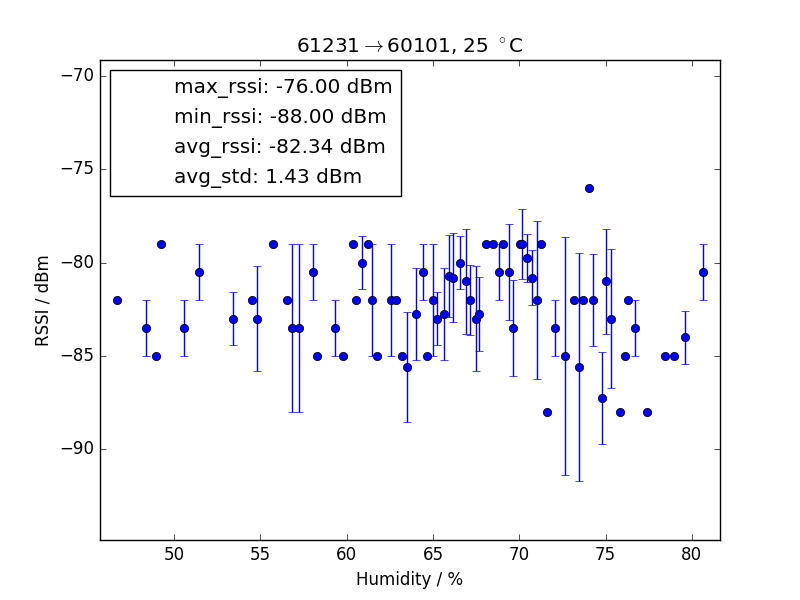 61231→60101, 25 °C
max_rssi: -76.00 dBm
min_rssi: -88.00 dBm
avg_rssi: -82.34 dBm
avg_std: 1.43 dBm
−70
−75
−80
−85
−90
RSSI / dBm
50 55 60 65 70 75 80
Humidity / %